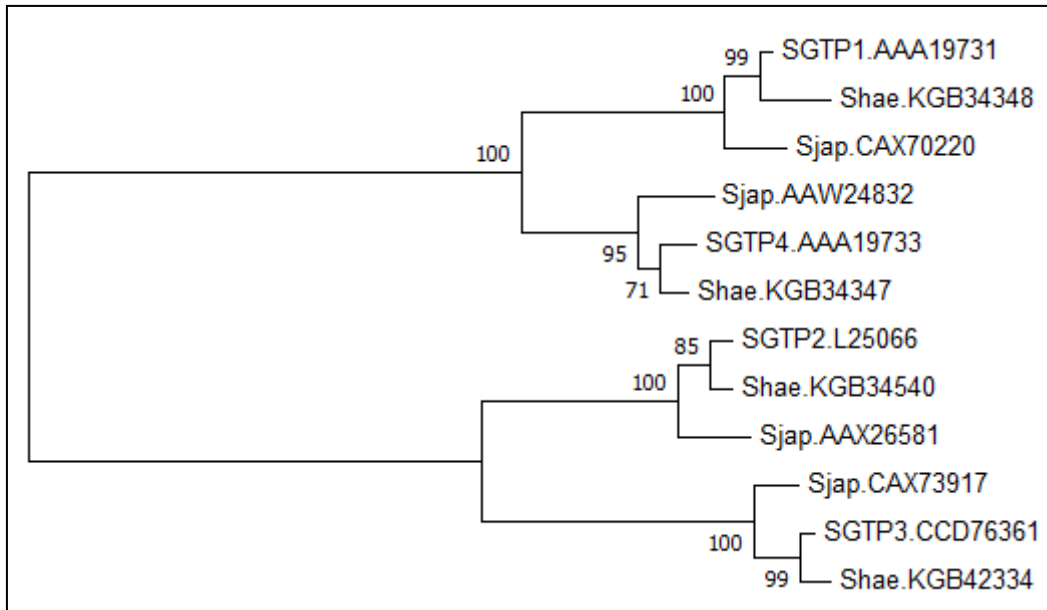 SGTP1.AAA19731
99
Shae.KGB34348
100
Sjap.CAX70220
100
Sjap.AAW24832
SGTP4.AAA19733
95
71
Shae.KGB34347
SGTP2.L25066
85
Shae.KGB34540
100
Sjap.AAX26581
Sjap.CAX73917
SGTP3.CCD76361
100
99
Shae.KGB42334